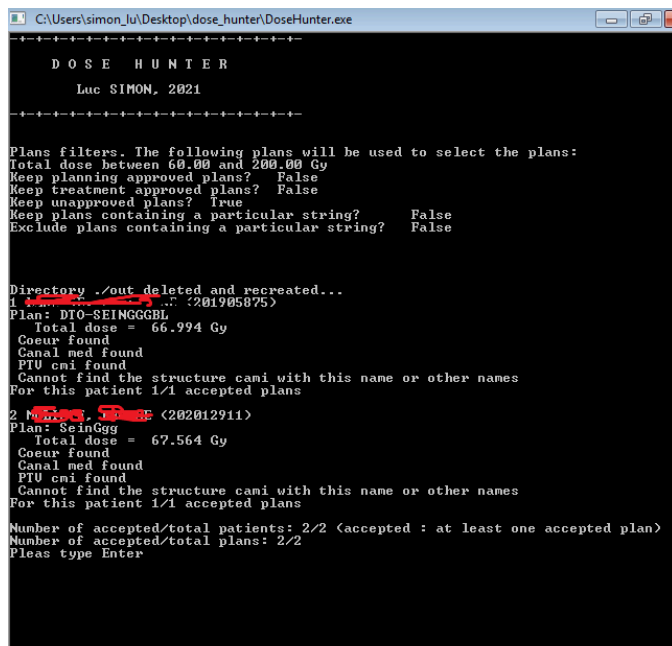 C:\Users\simon_lu\Desktop\dose_hunter\DoseHunter.exe
-+-+-+-+-+-+-+-+-+-+-+-+-+-+-+-
D O S E   H U N T E R
Luc SIMON, 2021
-+-+-+-+-+-+-+-+-+-+-+-+-+-+-+-
Plans filters. The following plans will be used to select the plans:
Total dose between 60.00 and 200.00 Gy
Keep planning approved plans?   False
Keep treatment approved plans?  False
Keep unapproved plans?  True
Keep plans containing a particular string?      False
Exclude plans containing a particular string?   False
Directory ./out deleted and recreated...
1 (201905875)
Plan: DTO-SEINGGGBL
Total dose =  66.994 Gy
Coeur found
Canal med found
PTV cmi found
Cannot find the structure cami with this name or other names
For this patient 1/1 accepted plans
2 (202012911)
Plan: SeinGgg
Total dose =  67.564 Gy
Coeur found
Canal med found
PTV cmi found
Cannot find the structure cami with this name or other names
For this patient 1/1 accepted plans
Number of accepted/total patients: 2/2 (accepted : at least one accepted plan)
Number of accepted/total plans: 2/2
Pleas type Enter